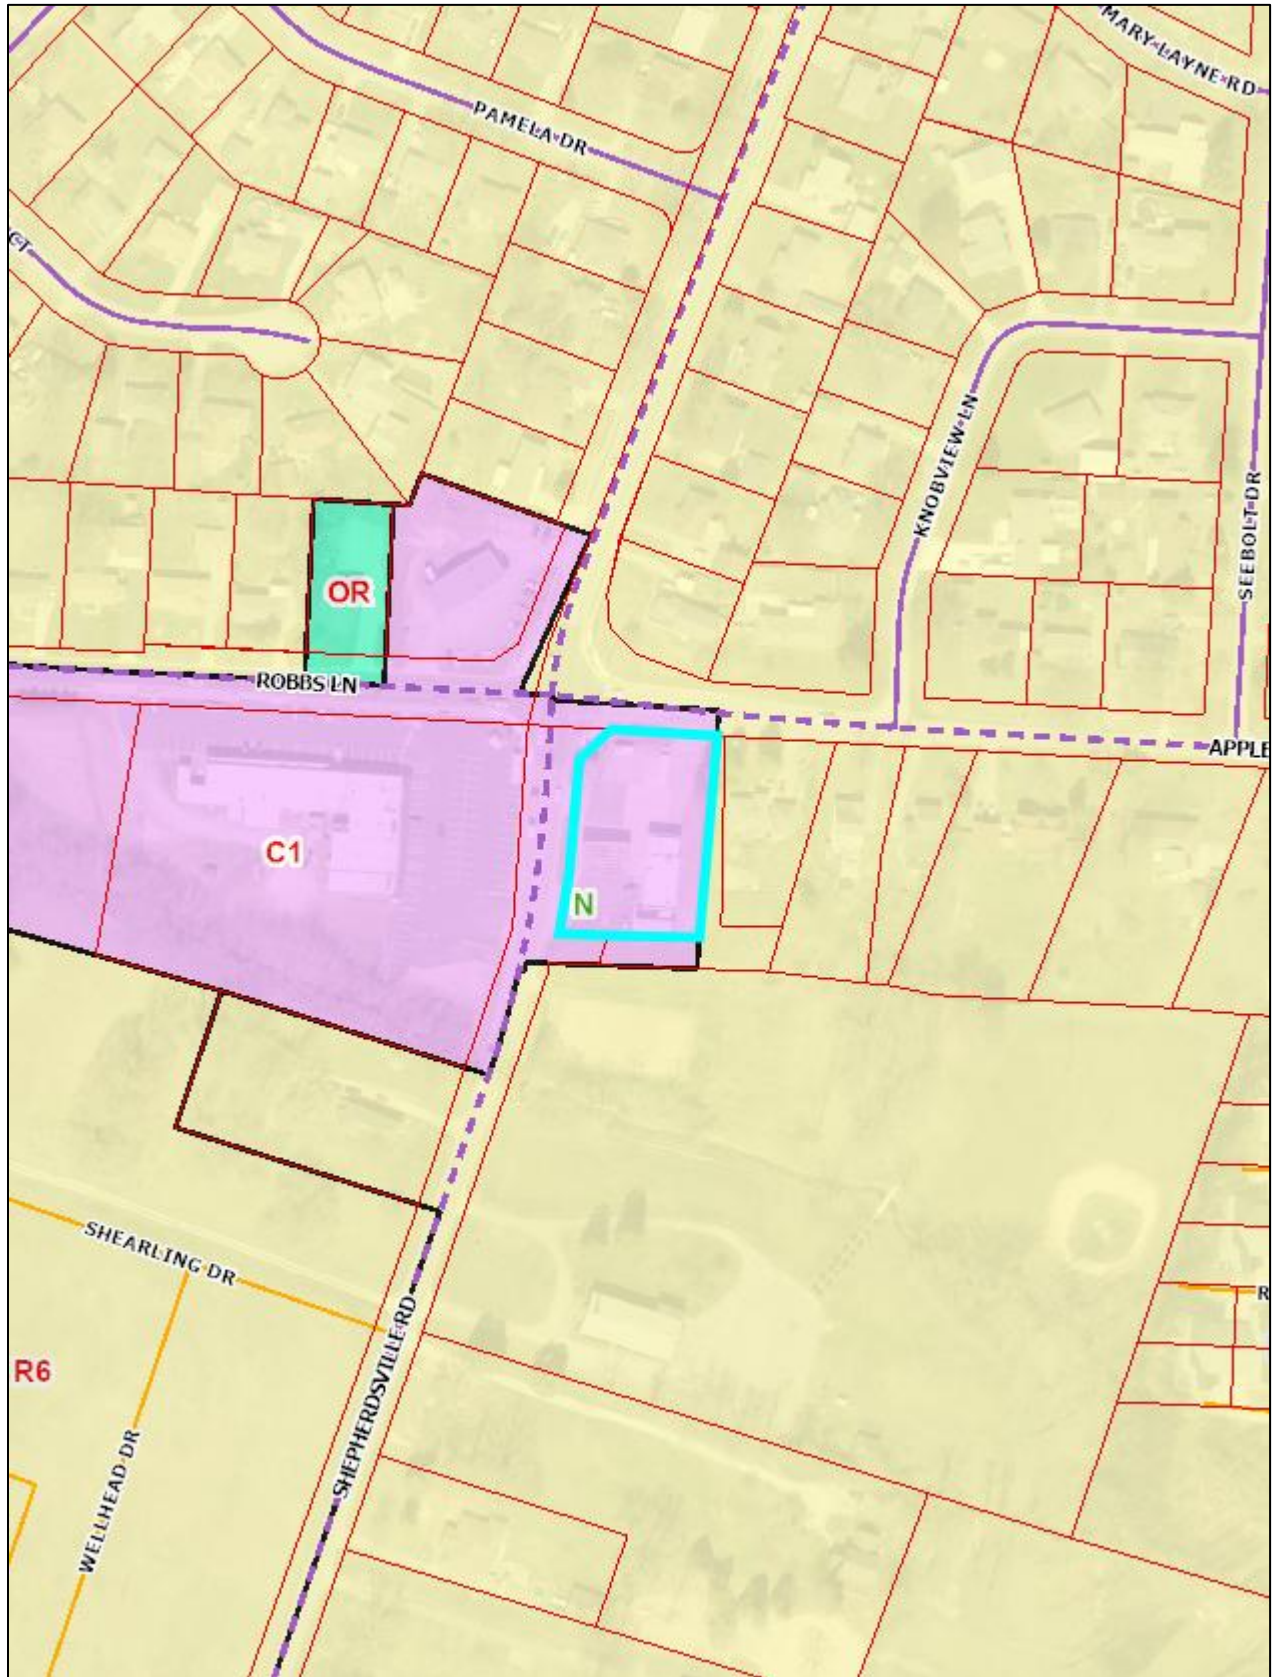 MARY LAYNE RD
PAMELA DR
CT
KNOBVIEW LN
SEEBOLT DR
OR
ROBBS LN
APPLE
C1
N
SHEARLING DR
R
SHEPHERDSVILLE RD
R6
WELLHEAD DR